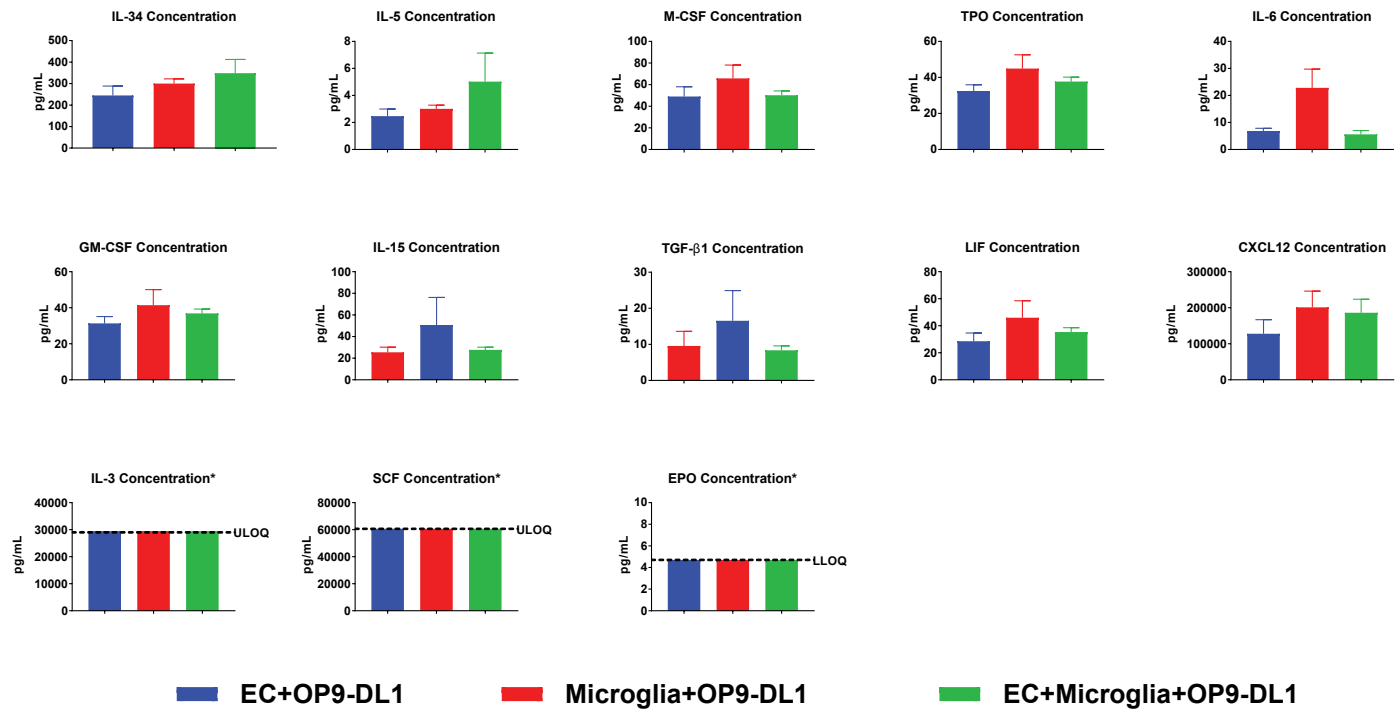 IL-34 Concentration
pg/mL
500
400
300
200
100
0
IL-5 Concentration
pg/mL
8
6
4
2
0
M-CSF Concentration
pg/mL
100
80
60
40
20
0
TPO Concentration
pg/mL
60
40
20
0
IL-6 Concentration
pg/mL
40
30
20
10
0
GM-CSF Concentration
pg/mL
60
40
20
0
IL-15 Concentration
pg/mL
100
80
60
40
20
0
TGF-β1 Concentration
pg/mL
30
20
10
0
LIF Concentration
pg/mL
80
60
40
20
0
CXCL12 Concentration
pg/mL
300000
200000
100000
0
IL-3 Concentration*
pg/mL
40000
30000
20000
10000
0
ULOQ
SCF Concentration*
pg/mL
80000
60000
40000
20000
0
ULOQ
EPO Concentration*
pg/mL
10
8
6
4
2
0
LLOQ
EC+OP9-DL1
Microglia+OP9-DL1
EC+Microglia+OP9-DL1